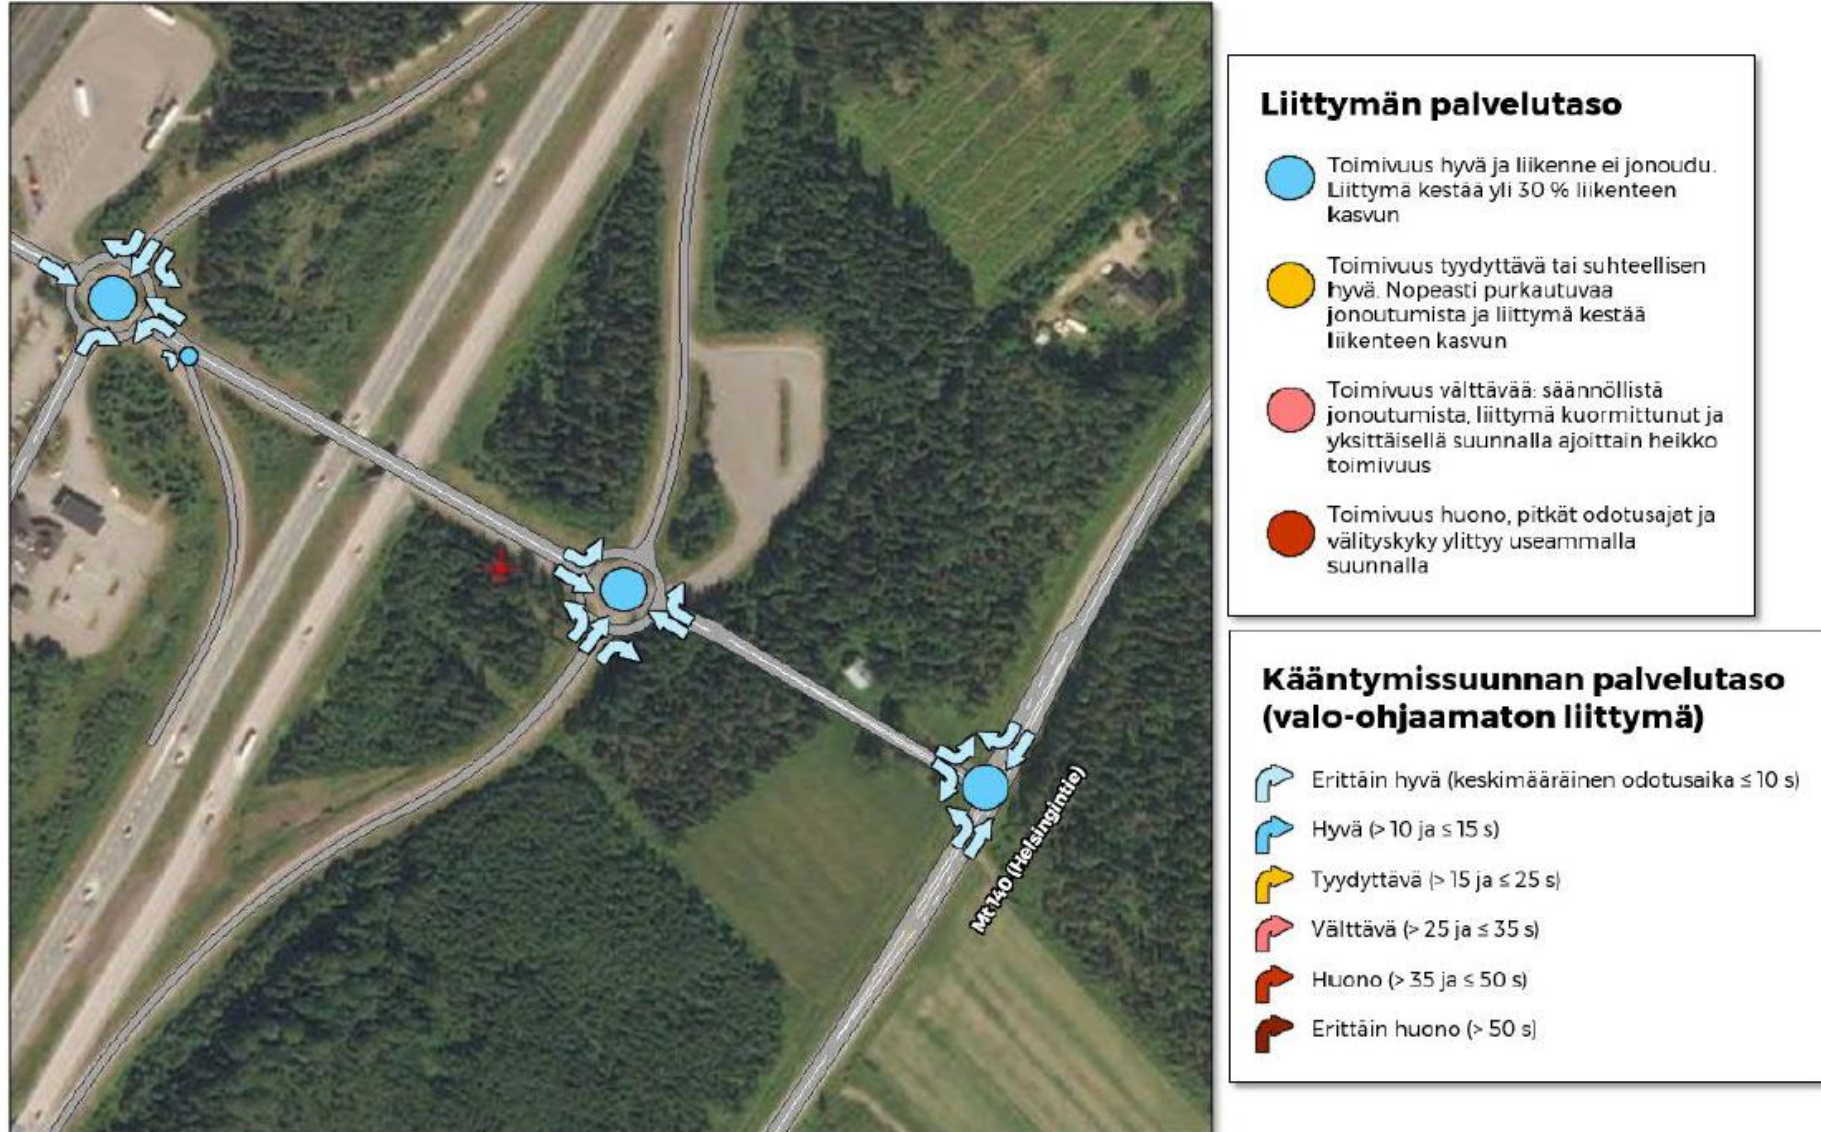 Liittymän palvelutaso
Toimivuus hyvä ja liikenne ei jonoudu.
Liittymä kestää yli 30 % liikenteen
kasvun
Toimivuus tyydyttävä tai suhteellisen
hyvä. Nopeasti purkautuvaa
jonoutumista ja liittymä kestää
liikenteen kasvun
Toimivuus välttävää: säännöllistä
jonoutumista, liittymä kuormittunut ja
yksittäisellä suunnalla ajoittain heikko
toimivuus
Toimivuus huono, pitkät odotusajat ja
välityskyky ylittyy useammalla
suunnalla
Kääntymissuunnan palvelutaso
(valo-ohjaamaton liittymä)
Erittäin hyvä (keskimääräinen odotusaika ≤ 10 s)
Hyvä (> 10 ja ≤ 15 s)
Tyydyttävä (> 15 ja ≤ 25 s)
Välttävä (> 25 ja ≤ 35 s)
Huono (> 35 ja ≤ 50 s)
Erittäin huono (> 50 s)
Mt 140 (Helsingintie)